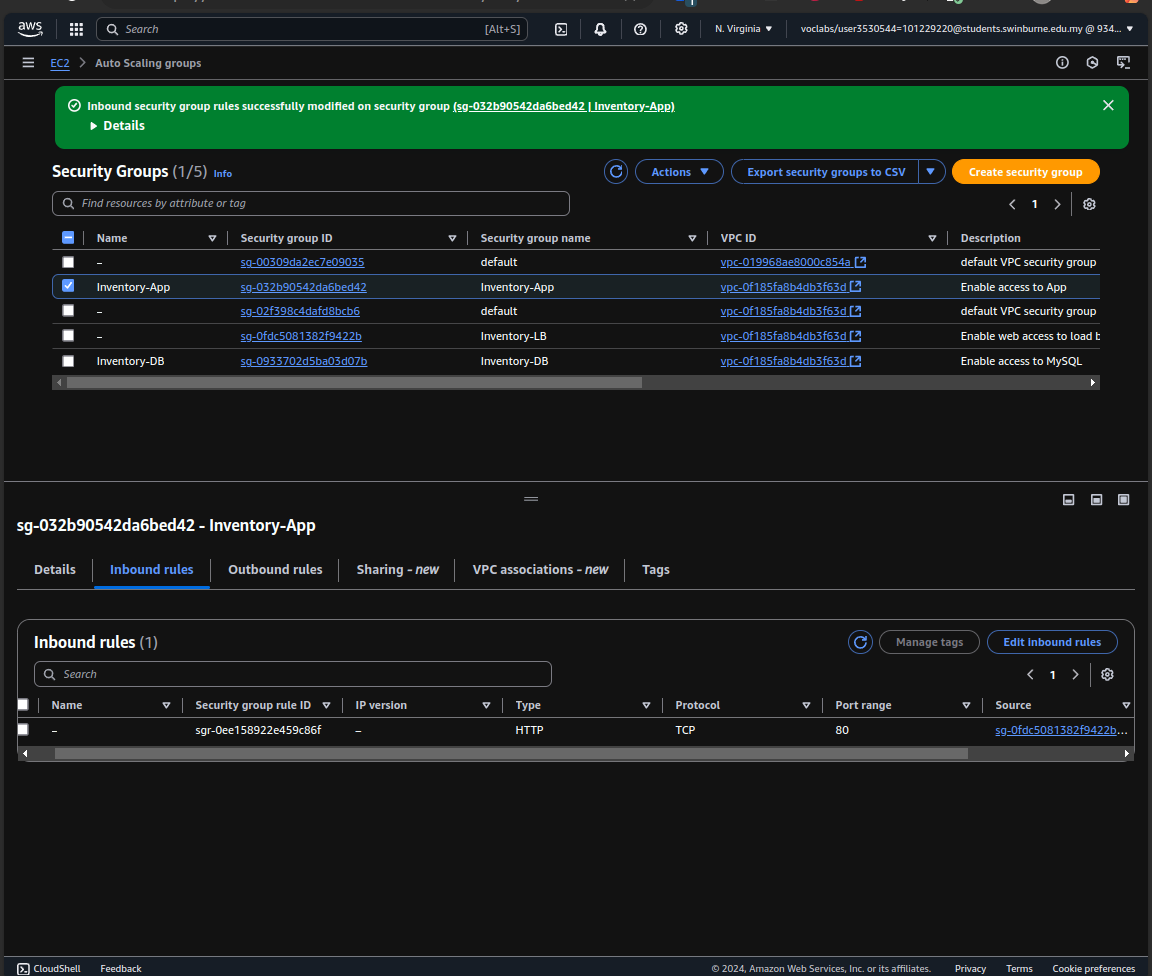 aws
Search [Alt+S]
N. Virginia
voclabs/user3530544=101229220@students.swinburne.edu.my @ 934...
EC2 Auto Scaling groups
Inbound security group rules successfully modified on security group (sg-032b90542da6bed42 | Inventory-App)
Details
Security Groups (1/5) Info
Actions
Export security groups to CSV
Create security group
Find resources by attribute or tag
1
Name Security group ID Security group name VPC ID Description
– sg-00309da2ec7e09035 default vpc-019968ae8000c854a default VPC security group
Inventory-App sg-032b90542da6bed42 Inventory-App vpc-0f185fa8b4db3f63d Enable access to App
– sg-02f398c4dafd8bcb6 default vpc-0f185fa8b4db3f63d default VPC security group
– sg-0fdc5081382f9422b Inventory-LB vpc-0f185fa8b4db3f63d Enable web access to load b
Inventory-DB sg-0933702d5ba03d07b Inventory-DB vpc-0f185fa8b4db3f63d Enable access to MySQL
sg-032b90542da6bed42 - Inventory-App
Details Inbound rules Outbound rules Sharing - new VPC associations - new Tags
Inbound rules (1)
Manage tags
Edit inbound rules
Search
1
Name Security group rule ID IP version Type Protocol Port range Source
– sgr-0ee158922e459c86f – HTTP TCP 80 sg-0fdc5081382f9422b...
CloudShell Feedback © 2024, Amazon Web Services, Inc. or its affiliates. Privacy Terms Cookie preferences